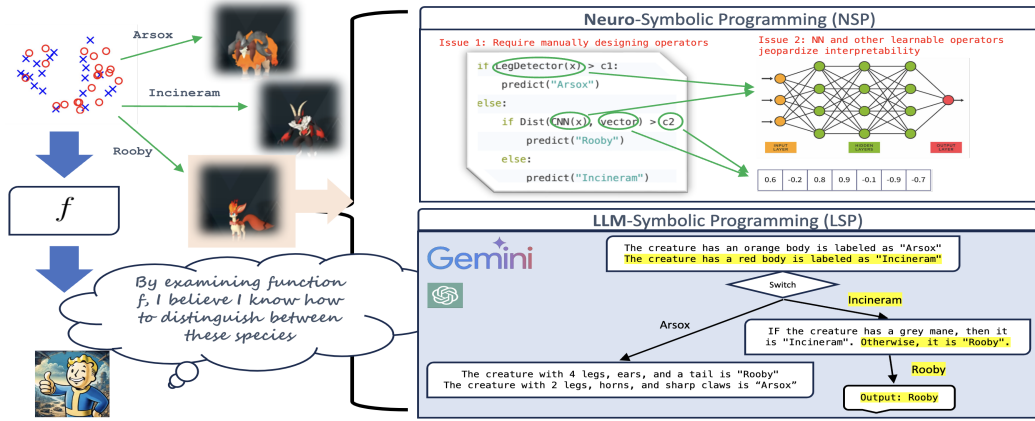 Arsox
Incineram
Rooby
f
By examining function
f, I believe I know how
to distinguish between
these species
Neuro-Symbolic Programming (NSP)
Issue 1: Require manually designing operators
if LegDetector(x) > c1:
predict("Arsox")
else:
if Dist(CNN(x), vector) > c2
predict("Rooby")
else:
predict("Incineram")
Issue 2: NN and other learnable operators
jeopardize interpretability
INPUT LAYER
HIDDEN LAYERS
OUTPUT LAYER
0.6 -0.2 0.8 0.9 -0.1 -0.9 -0.7
LLM-Symbolic Programming (LSP)
Gemini
The creature has an orange body is labeled as "Arsox"
The creature has a red body is labeled as "Incineram"
Switch
Arsox
Incineram
IF the creature has a grey mane, then it
is "Incineram". Otherwise, it is "Rooby".
The creature with 4 legs, ears, and a tail is "Rooby"
The creature with 2 legs, horns, and sharp claws is “Arsox”
Rooby
Output: Rooby